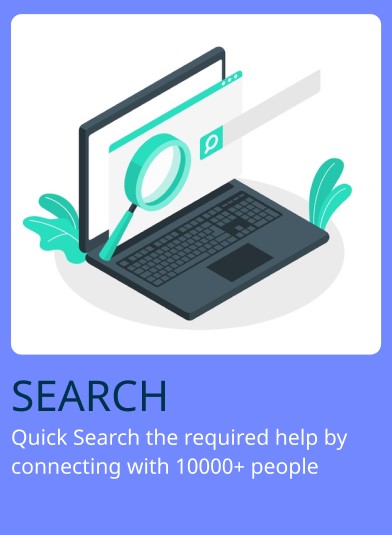 SEARCH
Quick Search the required help by
connecting with 10000+ people